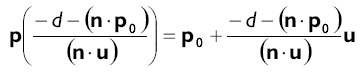 p( (-d - (n · p₀)) / (n · u) ) = p₀ + (-d - (n · p₀)) / (n · u) u